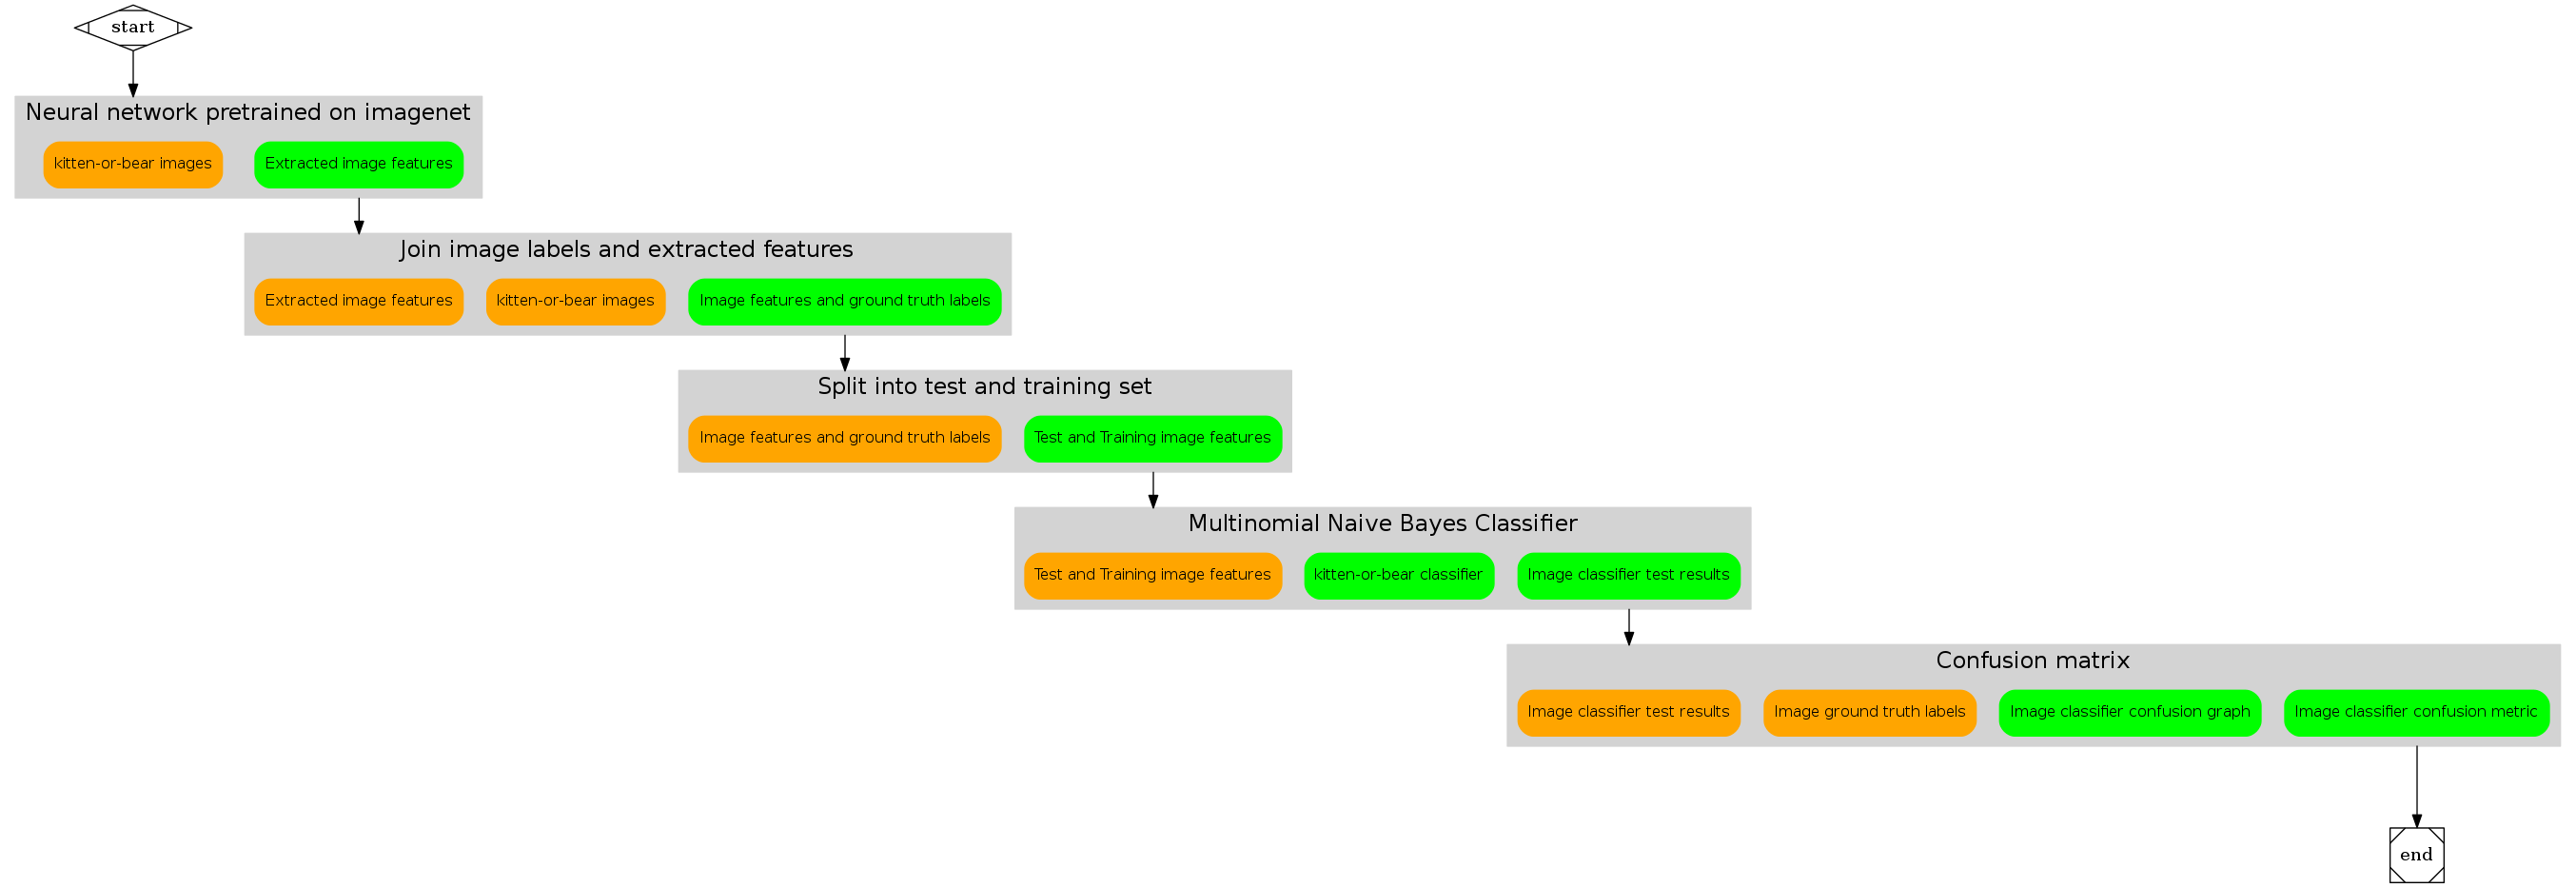 start
Neural network pretrained on imagenet
kitten-or-bear images
Extracted image features
Join image labels and extracted features
Extracted image features
kitten-or-bear images
Image features and ground truth labels
Split into test and training set
Image features and ground truth labels
Test and Training image features
Multinomial Naive Bayes Classifier
Test and Training image features
kitten-or-bear classifier
Image classifier test results
Confusion matrix
Image classifier test results
Image ground truth labels
Image classifier confusion graph
Image classifier confusion metric
end